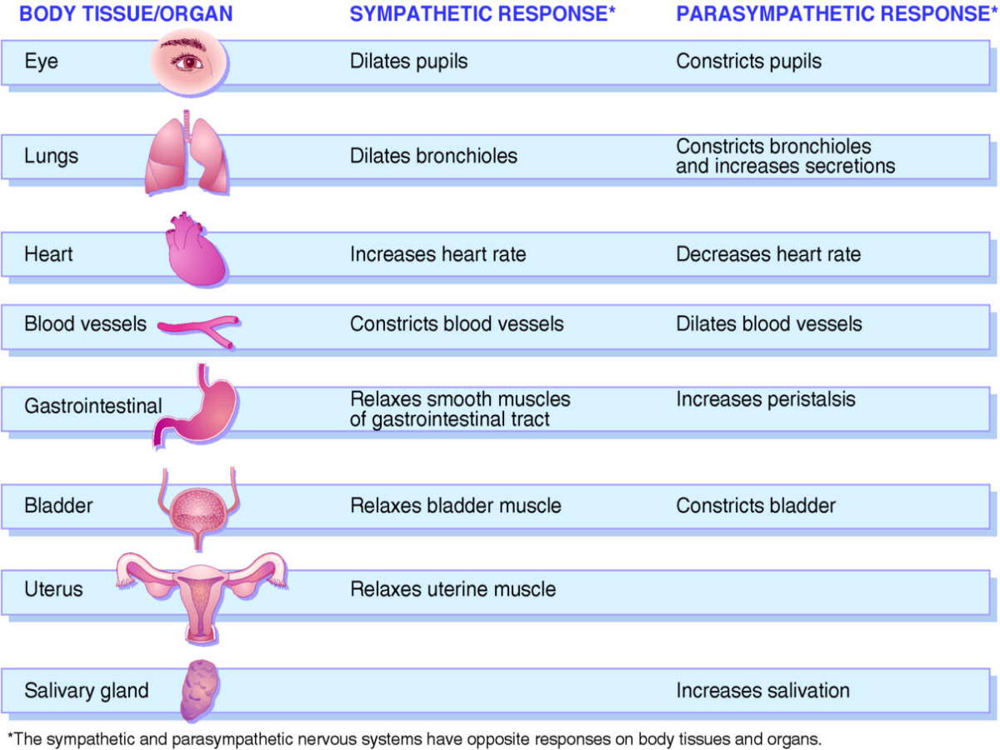 BODY TISSUE/ORGAN SYMPATHETIC RESPONSE* PARASYMPATHETIC RESPONSE*
Eye Dilates pupils Constricts pupils
Lungs Dilates bronchioles Constricts bronchioles
and increases secretions
Heart Increases heart rate Decreases heart rate
Blood vessels Constricts blood vessels Dilates blood vessels
Gastrointestinal Relaxes smooth muscles Increases peristalsis
of gastrointestinal tract
Bladder Relaxes bladder muscle Constricts bladder
Uterus Relaxes uterine muscle
Salivary gland Increases salivation
*The sympathetic and parasympathetic nervous systems have opposite responses on body tissues and organs.